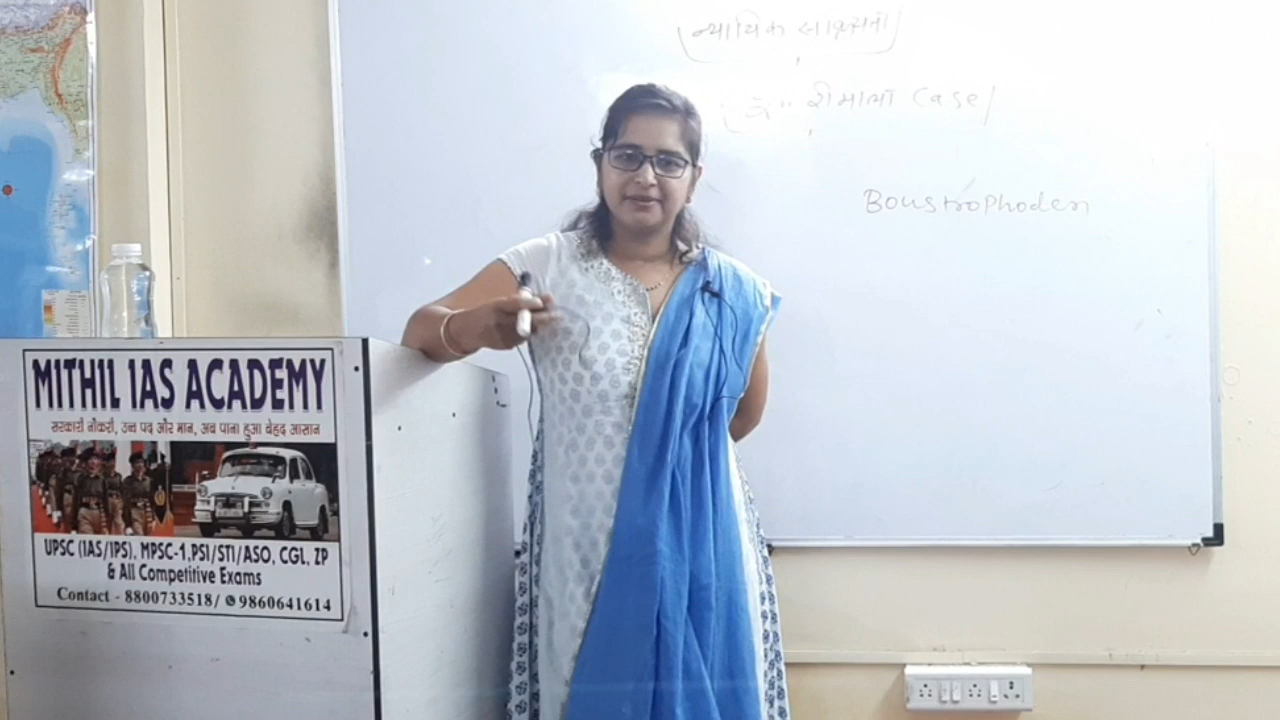 न्यायिक साक्षरता
Case
Boustrophoden
MITHIL IAS ACADEMY
सरकारी नौकरी, उच्च पद और मान, अब पाना हुआ बेहद आसान
UPSC (IAS/IPS), MPSC-1,PSI/STI/ASO, CGL, ZP
& All Competitive Exams
Contact - 8800733518/ 9860641614